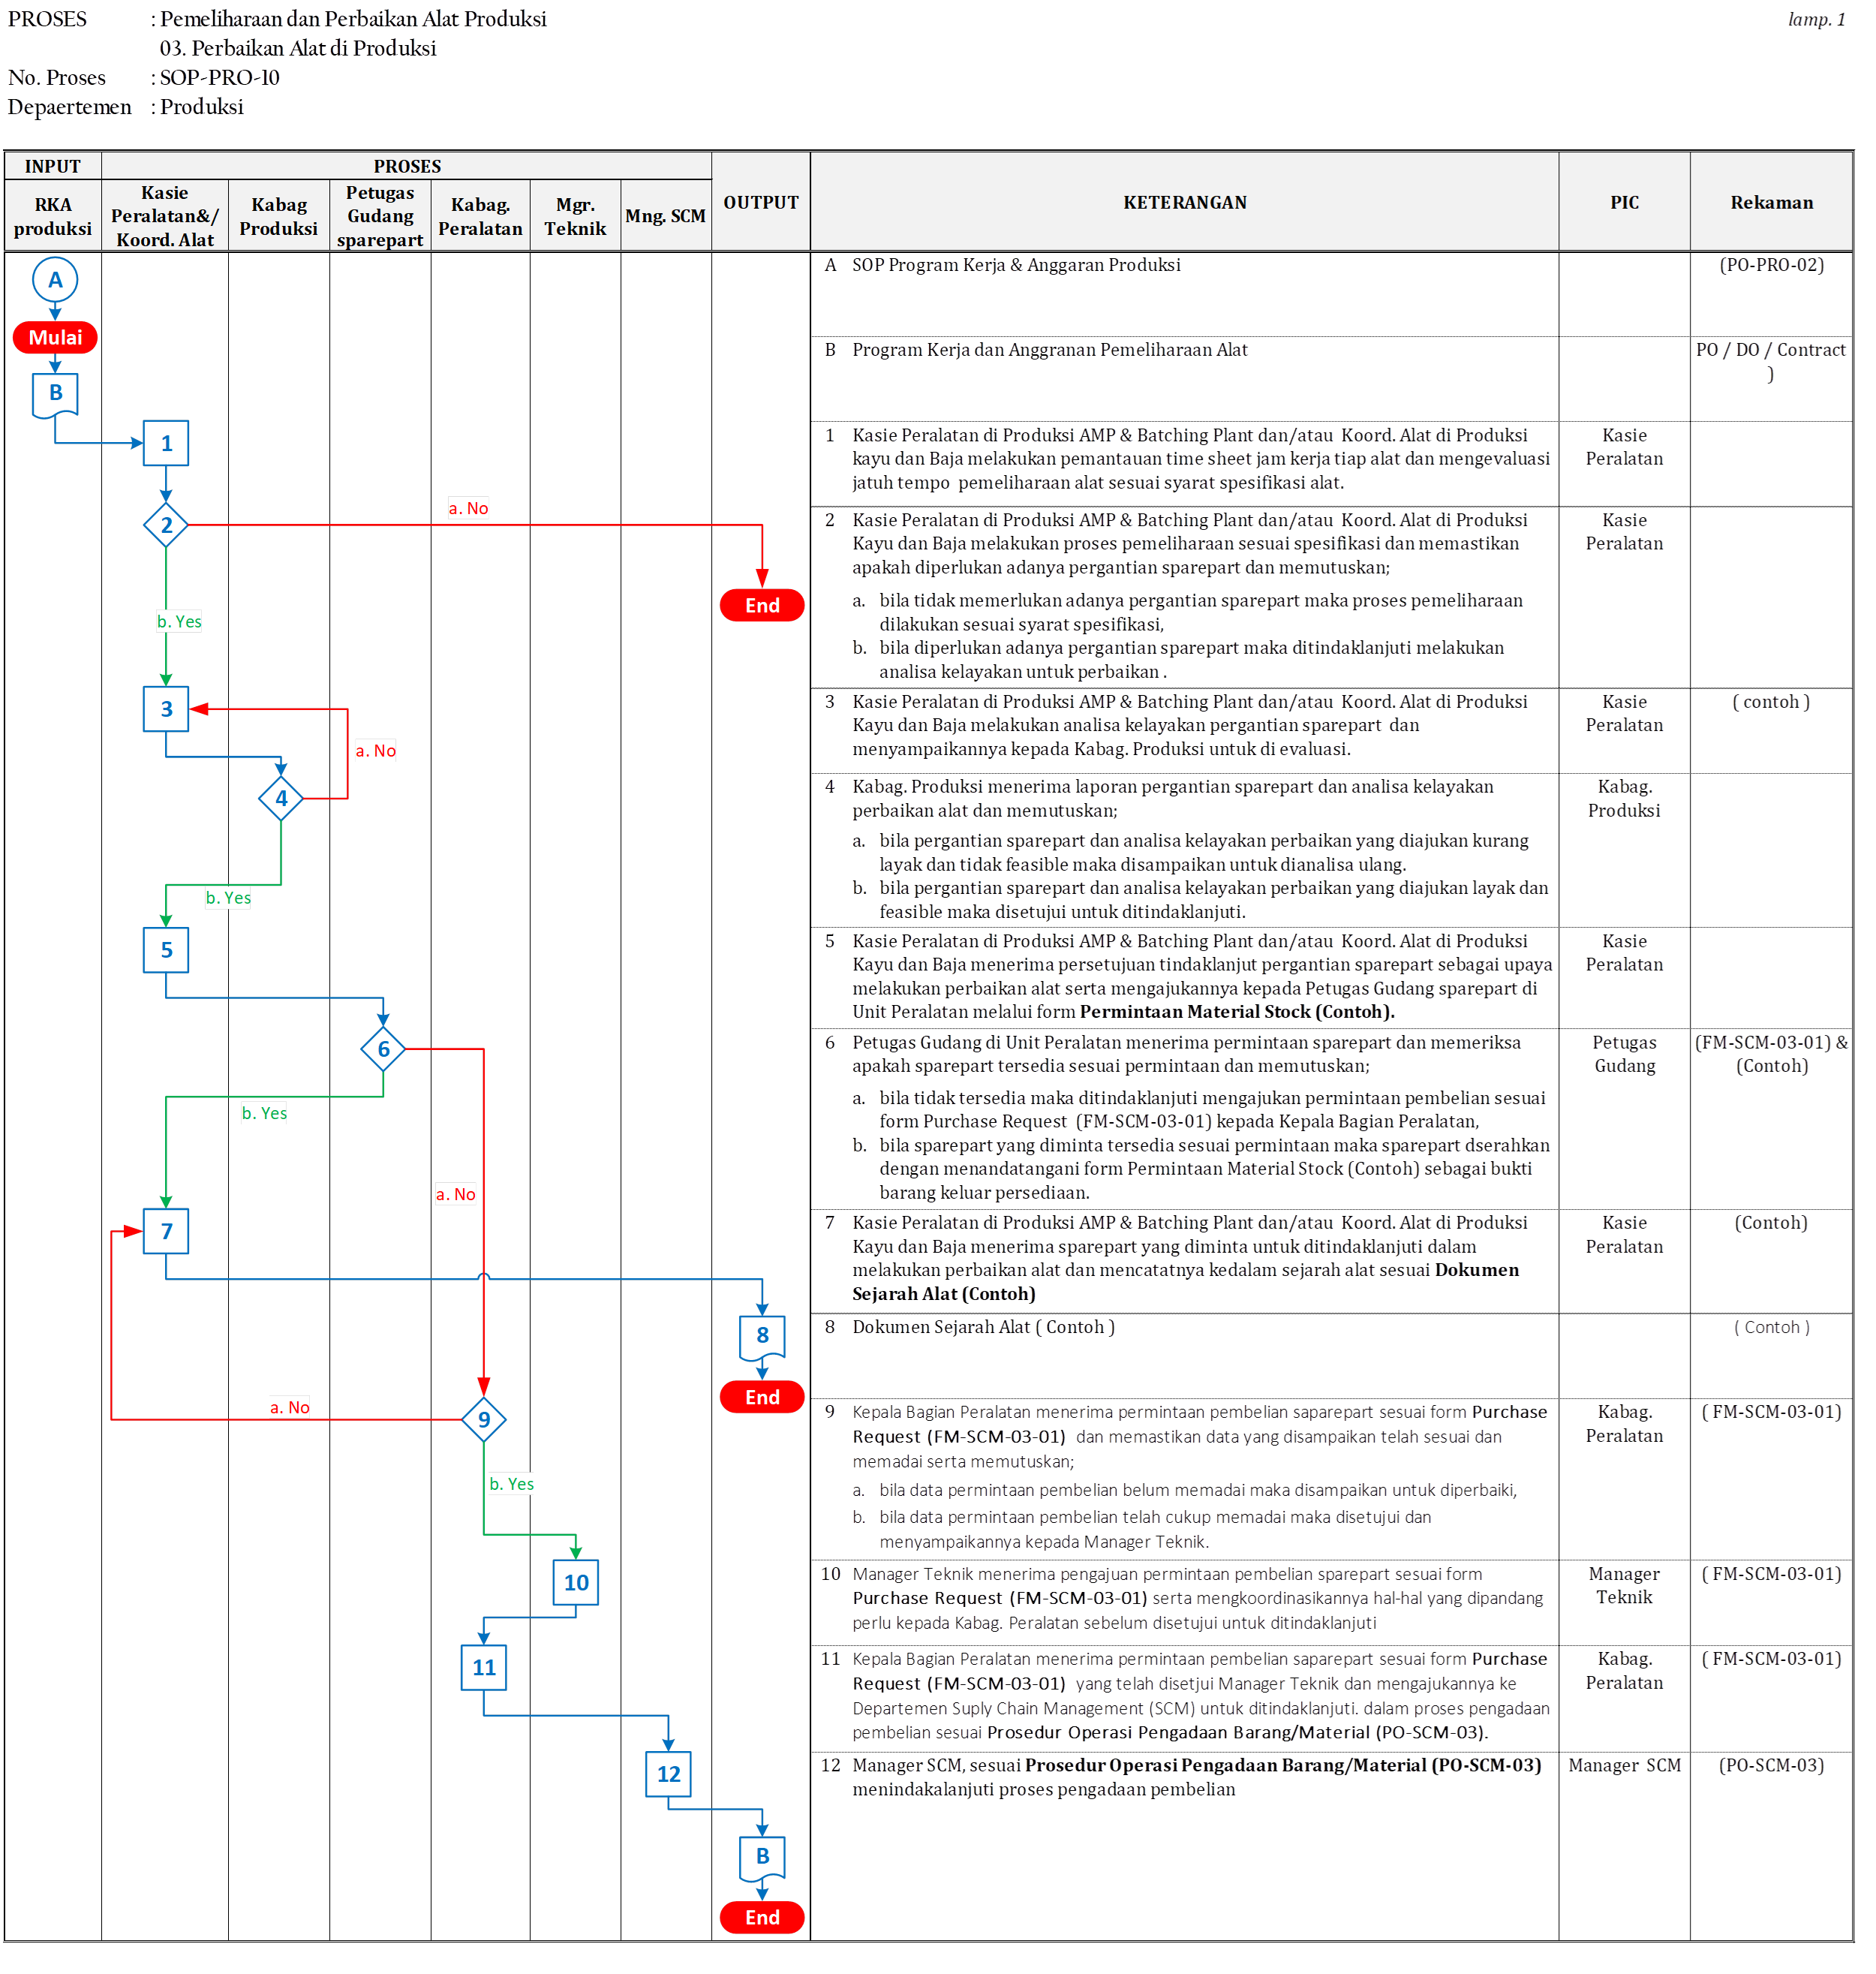 PROSES : Pemeliharaan dan Perbaikan Alat Produksi
lamp. 1
03. Perbaikan Alat di Produksi
No. Proses : SOP-PRO-10
Depaertemen : Produksi
INPUT
PROSES
OUTPUT
KETERANGAN
PIC
Rekaman
RKA
produksi
Kasie
Peralatan&/
Koord. Alat
Kabag
Produksi
Petugas
Gudang
sparepart
Kabag.
Peralatan
Mgr.
Teknik
Mng. SCM
A
Mulai
B
1
2
a. No
End
b. Yes
3
a. No
4
b. Yes
5
6
b. Yes
a. No
7
8
End
a. No
9
b. Yes
10
11
12
B
End
A SOP Program Kerja & Anggaran Produksi
(PO-PRO-02)
B Program Kerja dan Anggranan Pemeliharaan Alat
PO / DO / Contract
)
1 Kasie Peralatan di Produksi AMP & Batching Plant dan/atau Koord. Alat di Produksi
kayu dan Baja melakukan pemantauan time sheet jam kerja tiap alat dan mengevaluasi
jatuh tempo pemeliharaan alat sesuai syarat spesifikasi alat.
Kasie
Peralatan
2 Kasie Peralatan di Produksi AMP & Batching Plant dan/atau Koord. Alat di Produksi
Kayu dan Baja melakukan proses pemeliharaan sesuai spesifikasi dan memastikan
apakah diperlukan adanya pergantian sparepart dan memutuskan;
a. bila tidak memerlukan adanya pergantian sparepart maka proses pemeliharaan
dilakukan sesuai syarat spesifikasi,
b. bila diperlukan adanya pergantian sparepart maka ditindaklanjuti melakukan
analisa kelayakan untuk perbaikan .
Kasie
Peralatan
3 Kasie Peralatan di Produksi AMP & Batching Plant dan/atau Koord. Alat di Produksi
Kayu dan Baja melakukan analisa kelayakan pergantian sparepart dan
menyampaikannya kepada Kabag. Produksi untuk di evaluasi.
Kasie
Peralatan
( contoh )
4 Kabag. Produksi menerima laporan pergantian sparepart dan analisa kelayakan
perbaikan alat dan memutuskan;
a. bila pergantian sparepart dan analisa kelayakan perbaikan yang diajukan kurang
layak dan tidak feasible maka disampaikan untuk dianalisa ulang.
b. bila pergantian sparepart dan analisa kelayakan perbaikan yang diajukan layak dan
feasible maka disetujui untuk ditindaklanjuti.
Kabag.
Produksi
5 Kasie Peralatan di Produksi AMP & Batching Plant dan/atau Koord. Alat di Produksi
Kayu dan Baja menerima persetujuan tindaklanjut pergantian sparepart sebagai upaya
melakukan perbaikan alat serta mengajukannya kepada Petugas Gudang sparepart di
Unit Peralatan melalui form Permintaan Material Stock (Contoh).
Kasie
Peralatan
6 Petugas Gudang di Unit Peralatan menerima permintaan sparepart dan memeriksa
apakah sparepart tersedia sesuai permintaan dan memutuskan;
a. bila tidak tersedia maka ditindaklanjuti mengajukan permintaan pembelian sesuai
form Purchase Request (FM-SCM-03-01) kepada Kepala Bagian Peralatan,
b. bila sparepart yang diminta tersedia sesuai permintaan maka sparepart dserahkan
dengan menandatangani form Permintaan Material Stock (Contoh) sebagai bukti
barang keluar persediaan.
Petugas
Gudang
(FM-SCM-03-01) &
(Contoh)
7 Kasie Peralatan di Produksi AMP & Batching Plant dan/atau Koord. Alat di Produksi
Kayu dan Baja menerima sparepart yang diminta untuk ditindaklanjuti dalam
melakukan perbaikan alat dan mencatatnya kedalam sejarah alat sesuai Dokumen
Sejarah Alat (Contoh)
Kasie
Peralatan
(Contoh)
8 Dokumen Sejarah Alat ( Contoh )
( Contoh )
9 Kepala Bagian Peralatan menerima permintaan pembelian saparepart sesuai form Purchase
Request (FM-SCM-03-01) dan memastikan data yang disampaikan telah sesuai dan
memadai serta memutuskan;
a. bila data permintaan pembelian belum memadai maka disampaikan untuk diperbaiki,
b. bila data permintaan pembelian telah cukup memadai maka disetujui dan
menyampaikannya kepada Manager Teknik.
Kabag.
Peralatan
( FM-SCM-03-01)
10 Manager Teknik menerima pengajuan permintaan pembelian sparepart sesuai form
Purchase Request (FM-SCM-03-01) serta mengkoordinasikannya hal-hal yang dipandang
perlu kepada Kabag. Peralatan sebelum disetujui untuk ditindaklanjuti
Manager
Teknik
( FM-SCM-03-01)
11 Kepala Bagian Peralatan menerima permintaan pembelian saparepart sesuai form Purchase
Request (FM-SCM-03-01) yang telah disetjui Manager Teknik dan mengajukannya ke
Departemen Suply Chain Management (SCM) untuk ditindaklanjuti. dalam proses pengadaan
pembelian sesuai Prosedur Operasi Pengadaan Barang/Material (PO-SCM-03).
Kabag.
Peralatan
( FM-SCM-03-01)
12 Manager SCM, sesuai Prosedur Operasi Pengadaan Barang/Material (PO-SCM-03)
menindakalanjuti proses pengadaan pembelian
Manager SCM
(PO-SCM-03)